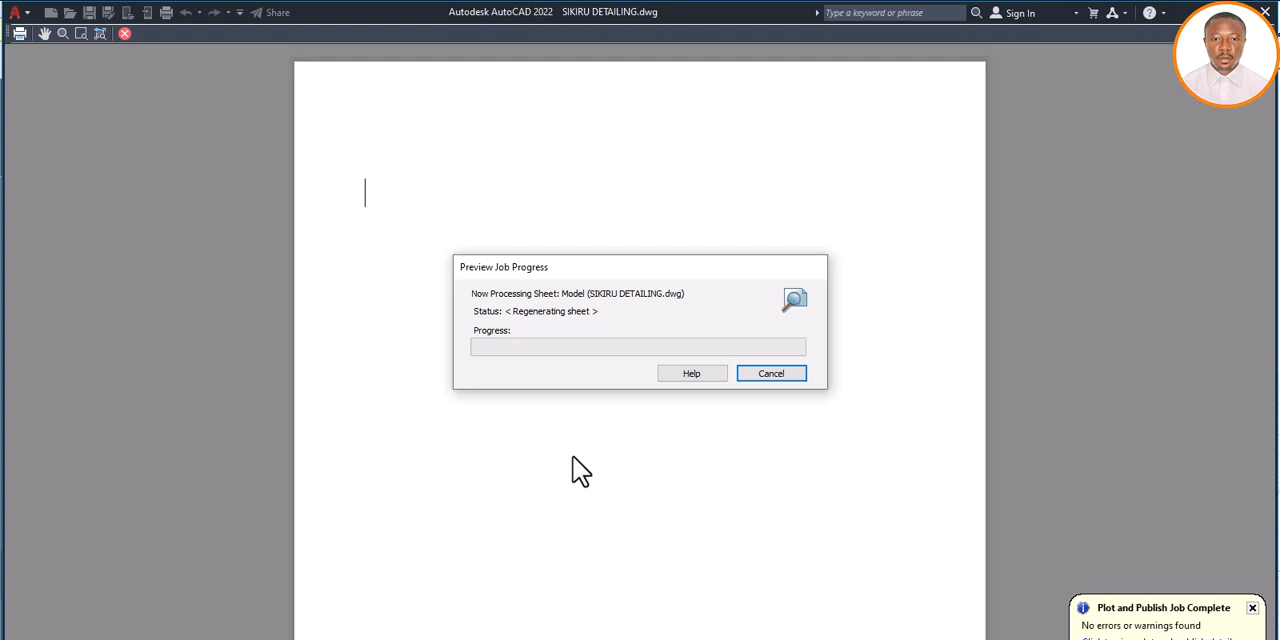 Share
Autodesk AutoCAD 2022 SIKIRU DETAILING.dwg
Type a keyword or phrase
Sign In
Preview Job Progress
Now Processing Sheet: Model (SIKIRU DETAILING.dwg)
Status: < Regenerating sheet >
Progress:
Help
Cancel
Plot and Publish Job Complete
No errors or warnings found